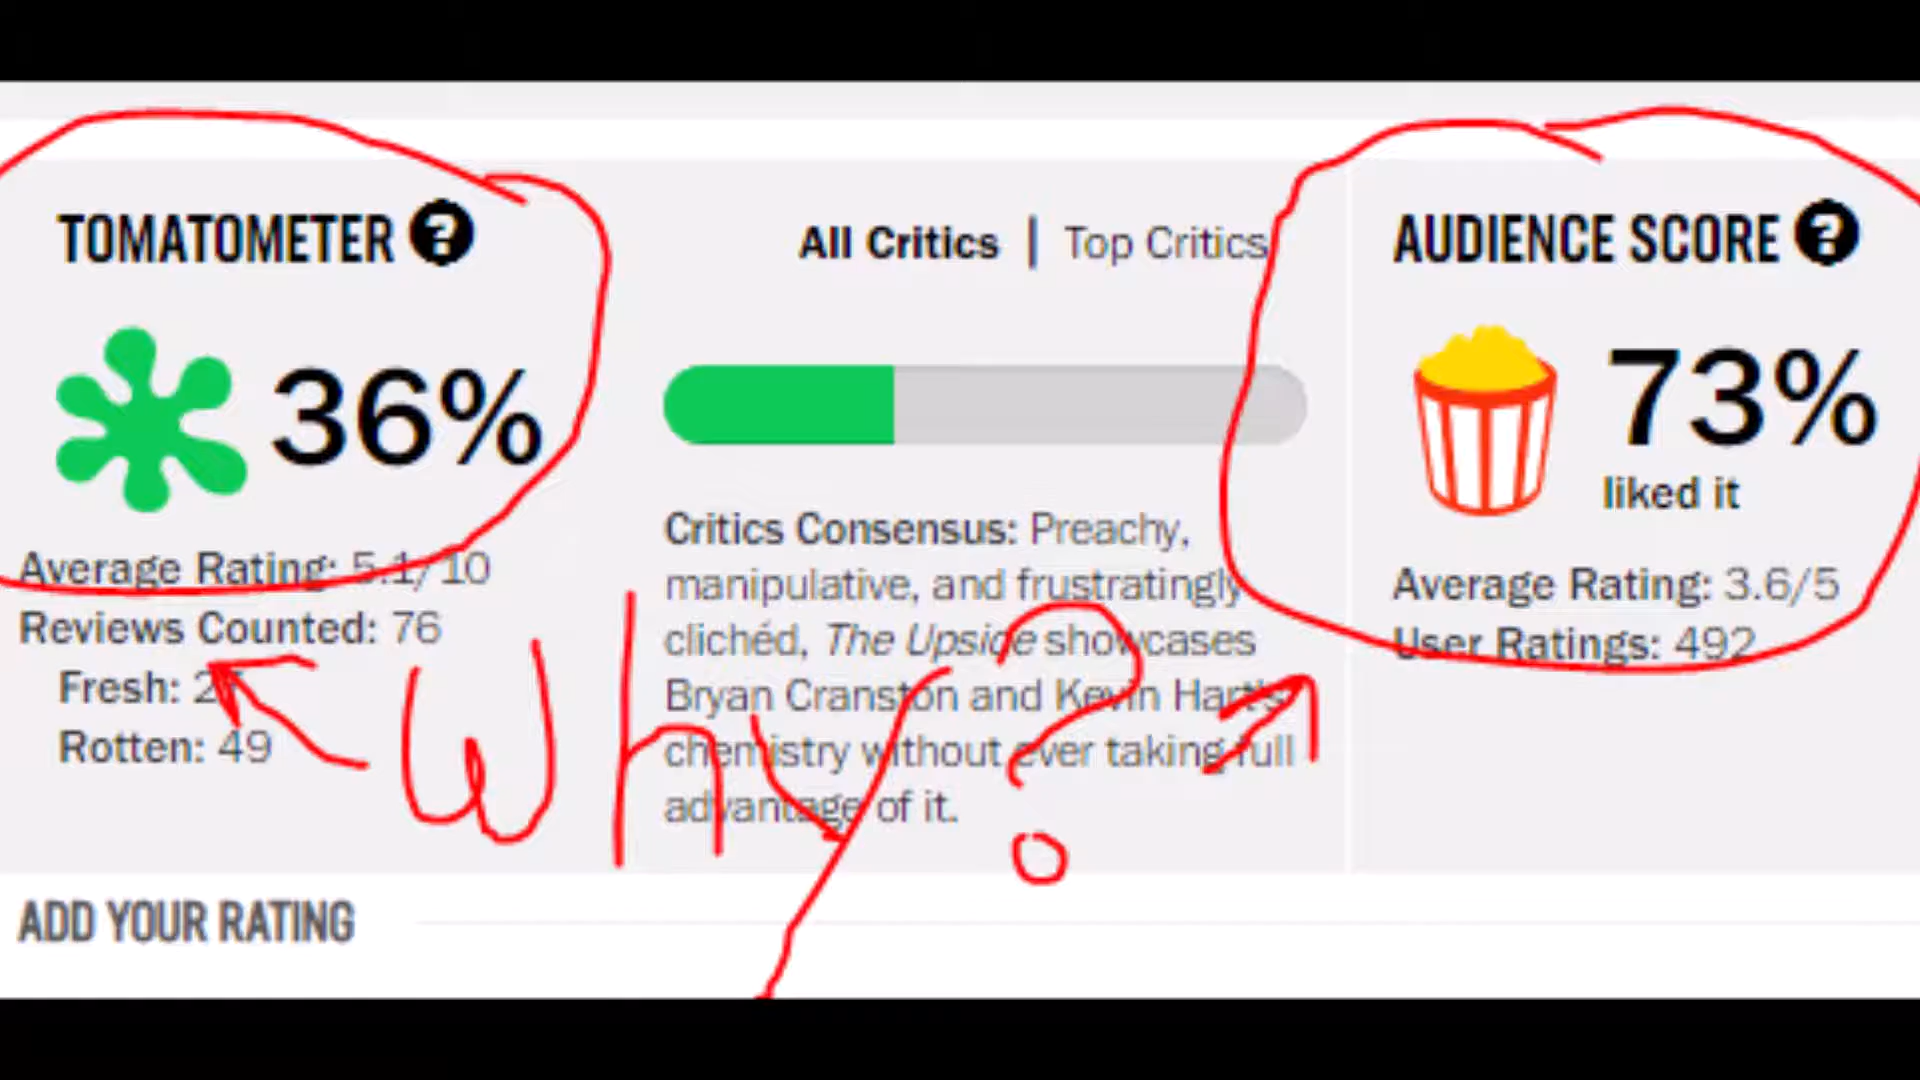 TOMATOMETER ?
36%
Average Rating: 5.1/10
Reviews Counted: 76
Fresh: 27
Rotten: 49
All Critics | Top Critics
Critics Consensus: Preachy,
manipulative, and frustratingly
clichéd, The Upside showcases
Bryan Cranston and Kevin Hart's
chemistry without ever taking full
advantage of it.
AUDIENCE SCORE ?
73%
liked it
Average Rating: 3.6/5
User Ratings: 492
Why?
ADD YOUR RATING